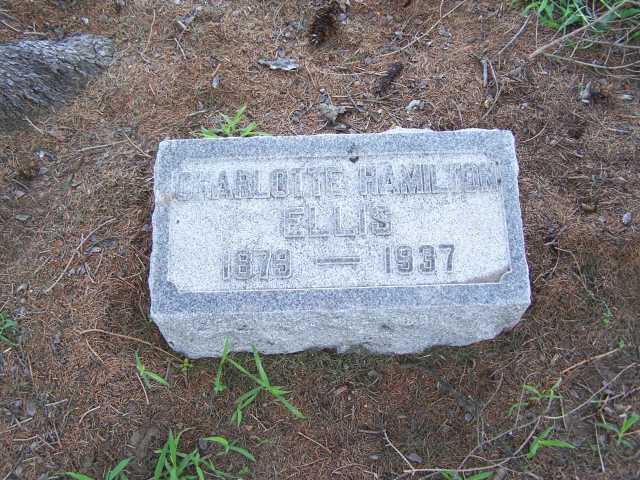 CHARLOTTE HAMILTON
ELLIS
1879 — 1937